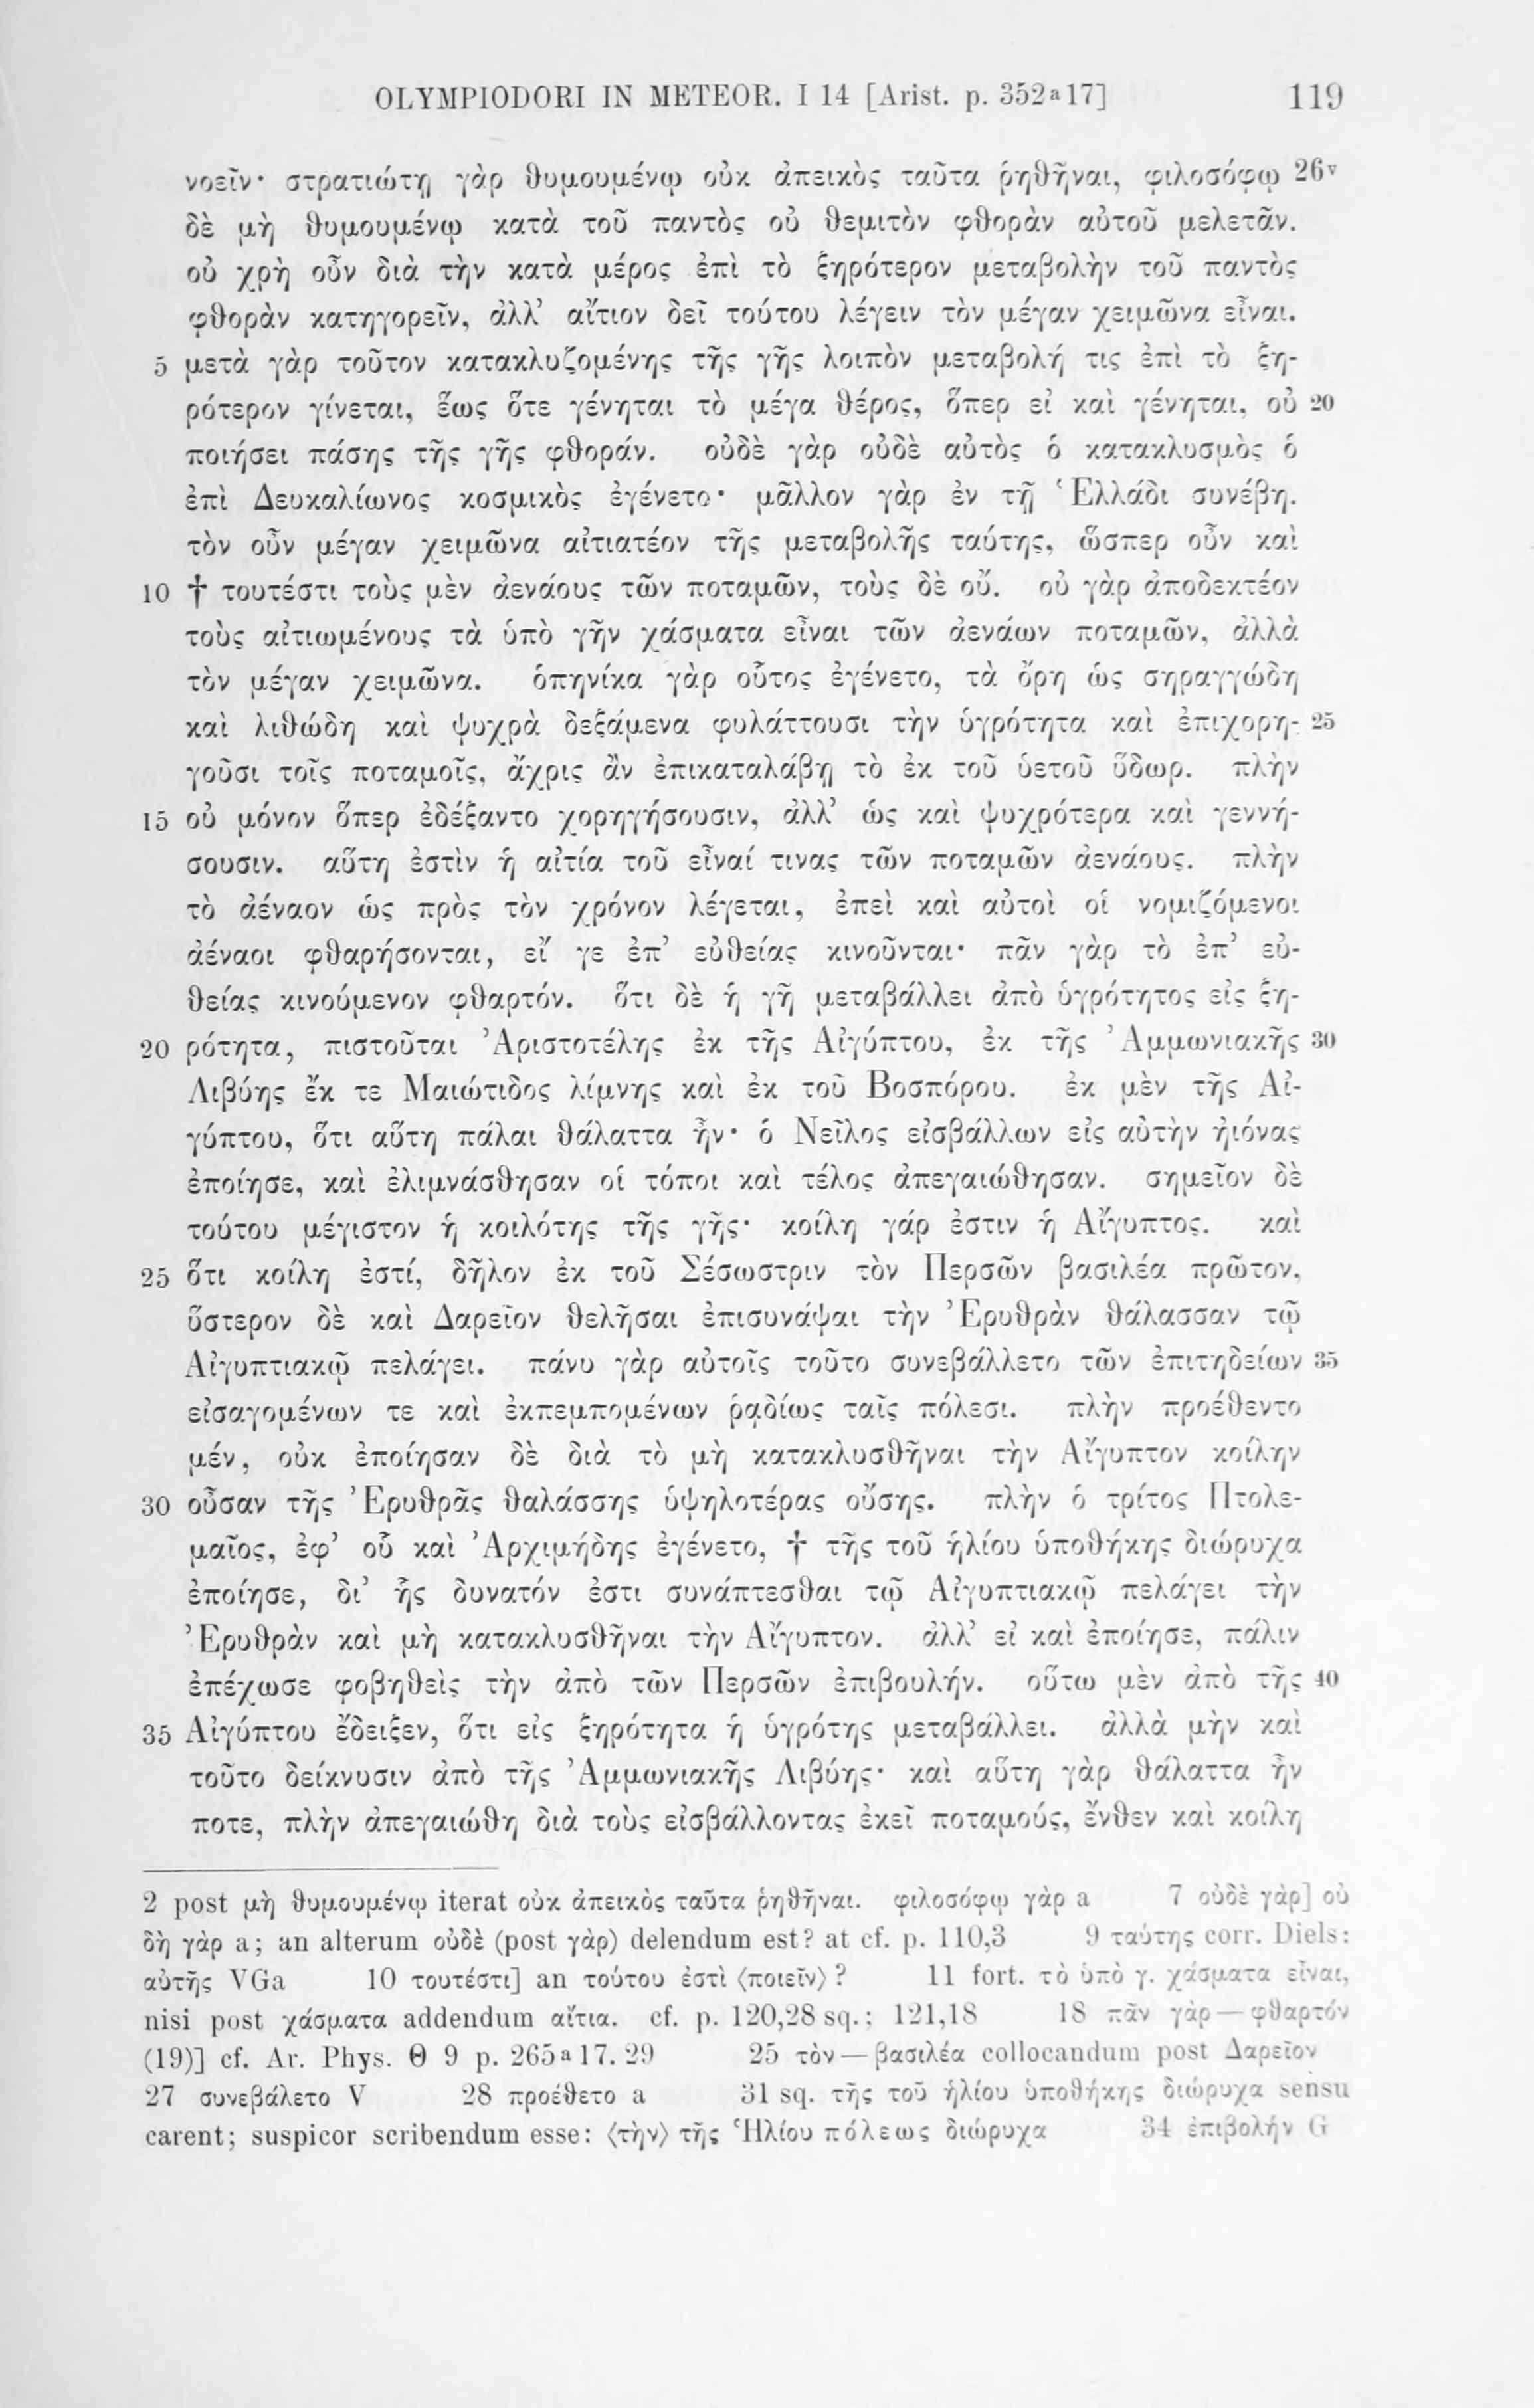 OLYMPIODORI IN METEOR. I 14 [Arist. p. 352a17] 119
νοεῖν· στρατιώτῃ γὰρ θυμουμένῳ οὐκ ἀπεικὸς ταῦτα ῥηθῆναι, φιλοσόφῳ 26v
δὲ μὴ θυμουμένῳ κατὰ τοῦ παντὸς οὐ θεμιτὸν φθορὰν αὐτοῦ μελετᾶν.
οὐ χρὴ οὖν διὰ τὴν κατὰ μέρος ἐπὶ τὸ ξηρότερον μεταβολὴν τοῦ παντὸς
φθορὰν κατηγορεῖν, ἀλλ’ αἴτιον δεῖ τούτου λέγειν τὸν μέγαν χειμῶνα εἶναι.
5 μετὰ γὰρ τοῦτον κατακλυζομένης τῆς γῆς λοιπὸν μεταβολή τις ἐπὶ τὸ ξη-
ρότερον γίνεται, ἕως ὅτε γένηται τὸ μέγα θέρος, ὅπερ εἰ καὶ γένηται, οὐ 20
ποιήσει πάσης τῆς γῆς φθοράν. οὐδὲ γὰρ οὐδὲ αὐτὸς ὁ κατακλυσμὸς ὁ
ἐπὶ Δευκαλίωνος κοσμικὸς ἐγένετο· μᾶλλον γὰρ ἐν τῇ Ἑλλάδι συνέβη.
τὸν οὖν μέγαν χειμῶνα αἰτιατέον τῆς μεταβολῆς ταύτης, ὥσπερ οὖν καὶ
10 † τουτέστι τοὺς μὲν ἀενάους τῶν ποταμῶν, τοὺς δὲ οὔ. οὐ γὰρ ἀποδεκτέον
τοὺς αἰτιωμένους τὰ ὑπὸ γῆν χάσματα εἶναι τῶν ἀενάων ποταμῶν, ἀλλὰ
τὸν μέγαν χειμῶνα. ὁπηνίκα γὰρ οὗτος ἐγένετο, τὰ ὄρη ὡς σηραγγώδη
καὶ λιθώδη καὶ ψυχρὰ δεξάμενα φυλάττουσι τὴν ὑγρότητα καὶ ἐπιχορη- 25
γοῦσι τοῖς ποταμοῖς, ἄχρις ἂν ἐπικαταλάβῃ τὸ ἐκ τοῦ ὑετοῦ ὕδωρ. πλὴν
15 οὐ μόνον ὅπερ ἐδέξαντο χορηγήσουσιν, ἀλλ’ ὡς καὶ ψυχρότερα καὶ γεννή-
σουσιν. αὕτη ἐστὶν ἡ αἰτία τοῦ εἶναί τινας τῶν ποταμῶν ἀενάους. πλὴν
τὸ ἀέναον ὡς πρὸς τὸν χρόνον λέγεται, ἐπεὶ καὶ αὐτοὶ οἱ νομιζόμενοι
ἀέναοι φθαρήσονται, εἴ γε ἐπ’ εὐθείας κινοῦνται· πᾶν γὰρ τὸ ἐπ’ εὐ-
θείας κινούμενον φθαρτόν. ὅτι δὲ ἡ γῆ μεταβάλλει ἀπὸ ὑγρότητος εἰς ξη-
20 ρότητα, πιστοῦται Ἀριστοτέλης ἐκ τῆς Αἰγύπτου, ἐκ τῆς Ἀμμωνιακῆς 30
Λιβύης ἔκ τε Μαιώτιδος λίμνης καὶ ἐκ τοῦ Βοσπόρου. ἐκ μὲν τῆς Αἰ-
γύπτου, ὅτι αὕτη πάλαι θάλαττα ἦν· ὁ Νεῖλος εἰσβάλλων εἰς αὐτὴν ἠιόνας
ἐποίησε, καὶ ἐλιμνάσθησαν οἱ τόποι καὶ τέλος ἀπεγαιώθησαν. σημεῖον δὲ
τούτου μέγιστον ἡ κοιλότης τῆς γῆς· κοίλη γάρ ἐστιν ἡ Αἴγυπτος. καὶ
25 ὅτι κοίλη ἐστί, δῆλον ἐκ τοῦ Σέσωστριν τὸν Περσῶν βασιλέα πρῶτον,
ὕστερον δὲ καὶ Δαρεῖον θελῆσαι ἐπισυνάψαι τὴν Ἐρυθρὰν θάλασσαν τῷ
Αἰγυπτιακῷ πελάγει. πάνυ γὰρ αὐτοῖς τοῦτο συνεβάλλετο τῶν ἐπιτηδείων 35
εἰσαγομένων τε καὶ ἐκπεμπομένων ῥᾳδίως ταῖς πόλεσι. πλὴν προέθεντο
μέν, οὐκ ἐποίησαν δὲ διὰ τὸ μὴ κατακλυσθῆναι τὴν Αἴγυπτον κοίλην
30 οὖσαν τῆς Ἐρυθρᾶς θαλάσσης ὑψηλοτέρας οὔσης. πλὴν ὁ τρίτος Πτολε-
μαῖος, ἐφ’ οὗ καὶ Ἀρχιμήδης ἐγένετο, † τῆς τοῦ ἡλίου ὑποθήκης διώρυχα
ἐποίησε, δι’ ἧς δυνατόν ἐστι συνάπτεσθαι τῷ Αἰγυπτιακῷ πελάγει τὴν
Ἐρυθρὰν καὶ μὴ κατακλυσθῆναι τὴν Αἴγυπτον. ἀλλ’ εἰ καὶ ἐποίησε, πάλιν
ἐπέχωσε φοβηθεὶς τὴν ἀπὸ τῶν Περσῶν ἐπιβουλήν. οὕτω μὲν ἀπὸ τῆς 40
35 Αἰγύπτου ἔδειξεν, ὅτι εἰς ξηρότητα ἡ ὑγρότης μεταβάλλει. ἀλλὰ μὴν καὶ
τοῦτο δείκνυσιν ἀπὸ τῆς Ἀμμωνιακῆς Λιβύης· καὶ αὕτη γὰρ θάλαττα ἦν
ποτε, πλὴν ἀπεγαιώθη διὰ τοὺς εἰσβάλλοντας ἐκεῖ ποταμούς, ἔνθεν καὶ κοίλη
2 post μὴ θυμουμένῳ iterat οὐκ ἀπεικὸς ταῦτα ῥηθῆναι. φιλοσόφῳ γὰρ a 7 οὐδὲ γὰρ] οὐ
δὴ γὰρ a; an alterum οὐδὲ (post γὰρ) delendum est? at cf. p. 110,3 9 ταύτης corr. Diels:
αὐτῆς VGa 10 τουτέστι] an τούτου ἐστὶ ⟨ποιεῖν⟩? 11 fort. τὸ ὑπὸ γ. χάσματα εἶναι,
nisi post χάσματα addendum αἴτια. cf. p. 120,28 sq.; 121,18 18 πᾶν γὰρ — φθαρτόν
(19)] cf. Ar. Phys. Θ 9 p. 265a17. 29 25 τὸν — βασιλέα collocandum post Δαρεῖον
27 συνεβάλετο V 28 προέθετο a 31 sq. τῆς τοῦ ἡλίου ὑποθήκης διώρυχα sensu
carent; suspicor scribendum esse: ⟨τὴν⟩ τῆς Ἡλίου πόλεως διώρυχα 34 ἐπιβολήν G